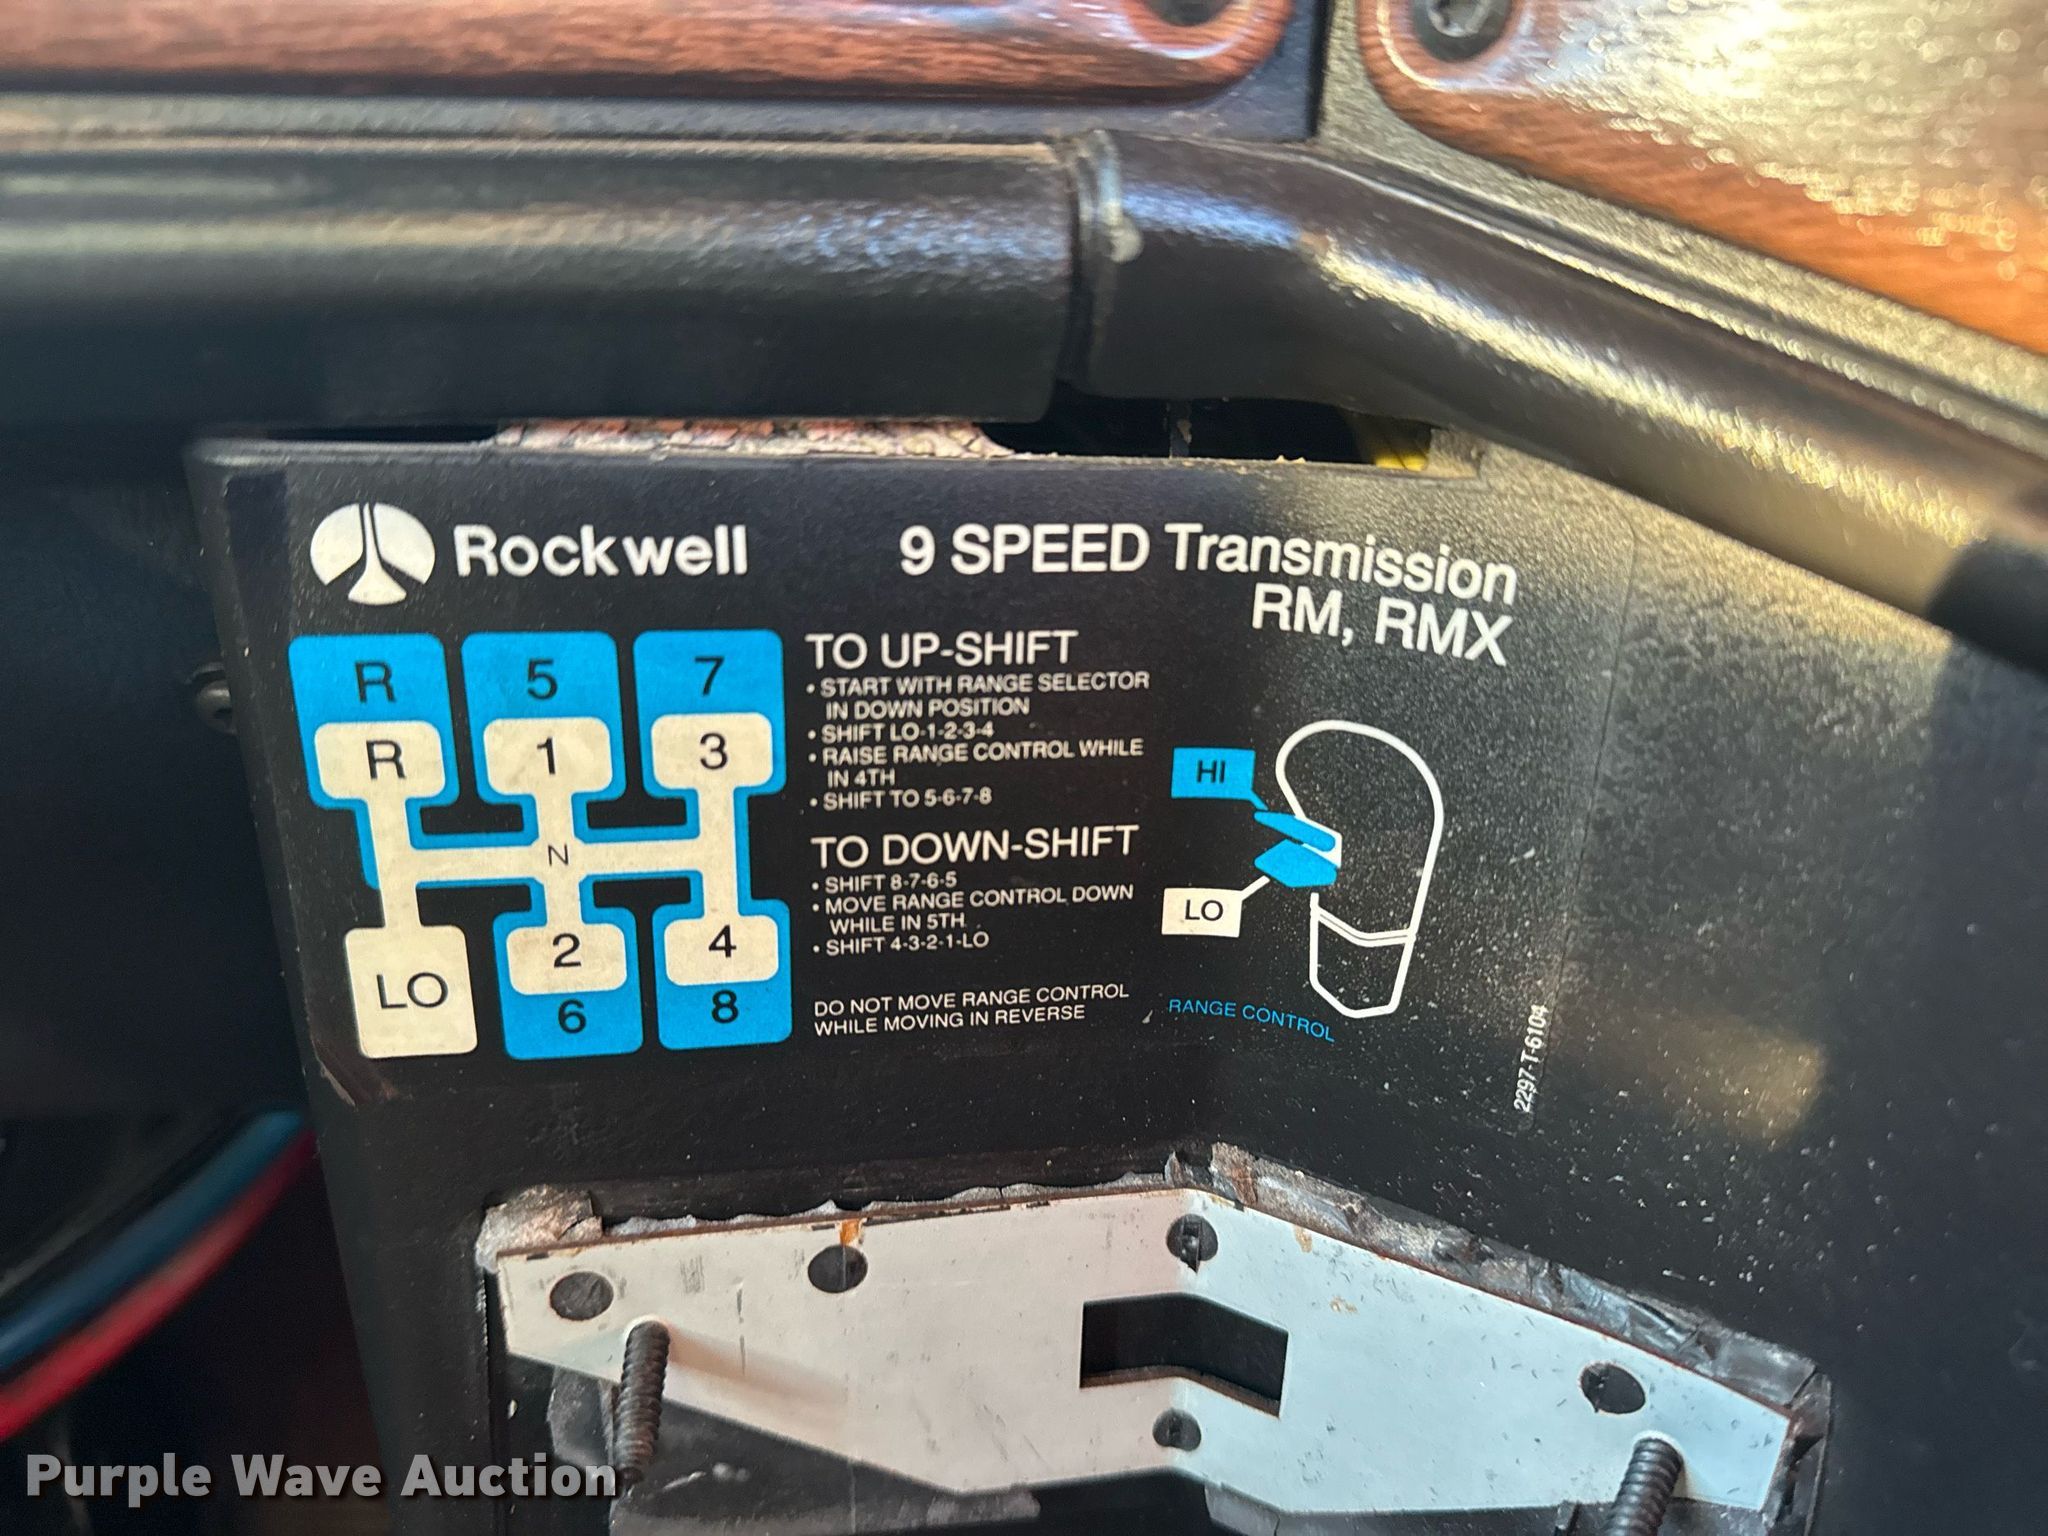 Rockwell
9 SPEED Transmission
RM, RMX
R 5 7
R 1 3
N
2 4
LO
6 8
TO UP-SHIFT
• START WITH RANGE SELECTOR
IN DOWN POSITION
• SHIFT LO-1-2-3-4
• RAISE RANGE CONTROL WHILE
IN 4TH
• SHIFT TO 5-6-7-8
TO DOWN-SHIFT
• SHIFT 8-7-6-5
• MOVE RANGE CONTROL DOWN
WHILE IN 5TH
• SHIFT 4-3-2-1-LO
DO NOT MOVE RANGE CONTROL
WHILE MOVING IN REVERSE
HI
LO
RANGE CONTROL
2297-T-6104
Purple Wave Auction